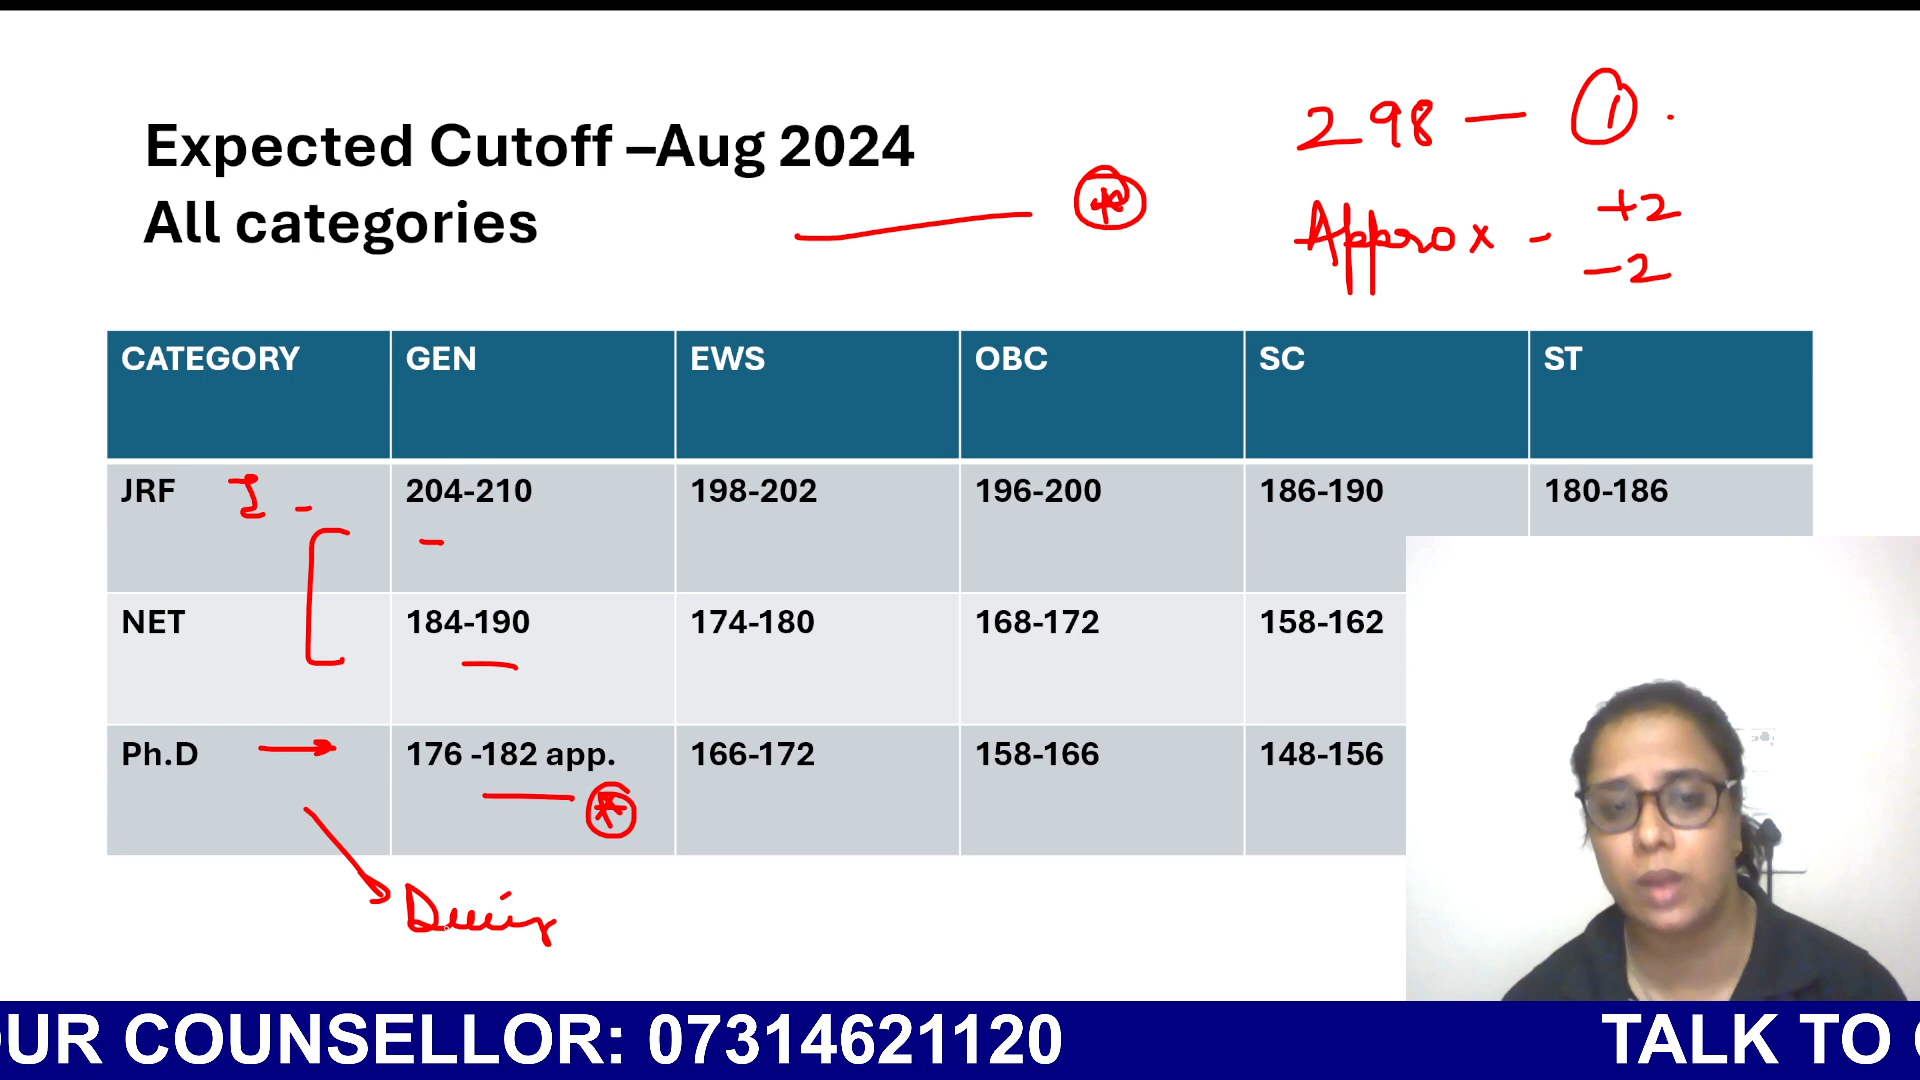 298 — 1.
Expected Cutoff –Aug 2024
All categories
*
Approx - +2
-2
CATEGORY GEN EWS OBC SC ST
JRF I - 204-210 198-202 196-200 186-190 180-186
NET 184-190 174-180 168-172 158-162
Ph.D 176 -182 app. 166-172 158-166 148-156
*
OUR COUNSELLOR: 07314621120 TALK TO